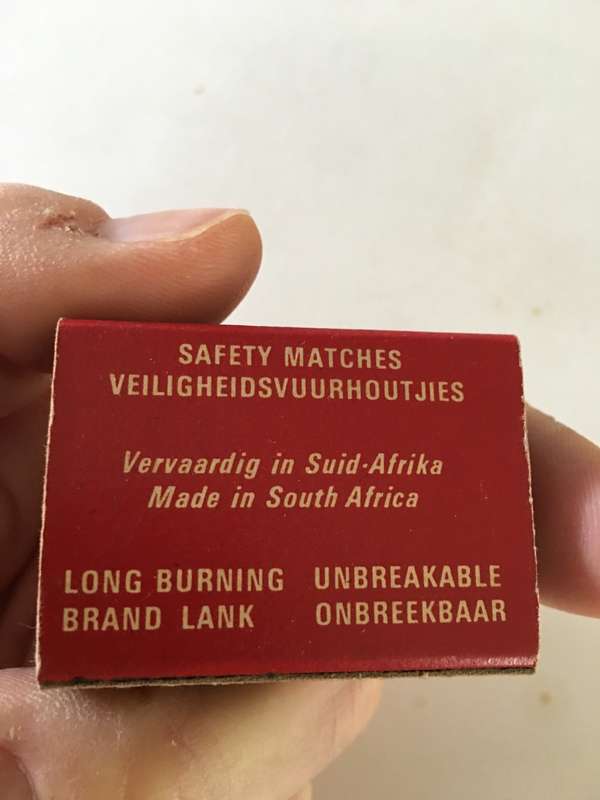 SAFETY MATCHES
VEILIGHEIDSVUURHOUTJIES
Vervaardig in Suid-Afrika
Made in South Africa
LONG BURNING UNBREAKABLE
BRAND LANK ONBREEKBAAR